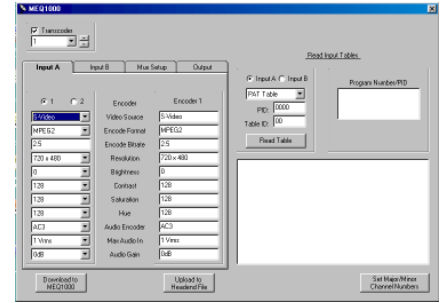 MEQ1000
Transcoder
1
Read Input Tables
Input A Input B Mux Setup Output
1 2 Encoder Encoder 1
S-Video Video Source S-Video
MPEG2 Encode Format MPEG2
2.5 Encode Bitrate 2.5
720 x 480 Resolution 720 x 480
0 Brightness 0
128 Contrast 128
128 Saturation 128
128 Hue 128
AC3 Audio Encoder AC3
1 Vrms Max Audio In 1 Vrms
0dB Audio Gain 0dB
Download to MEQ1000
Upload to Headend File
Input A Input B
PAT Table
PID: 0000
Table ID: 00
Read Table
Program Number/PID
Set Major/Minor Channel Numbers